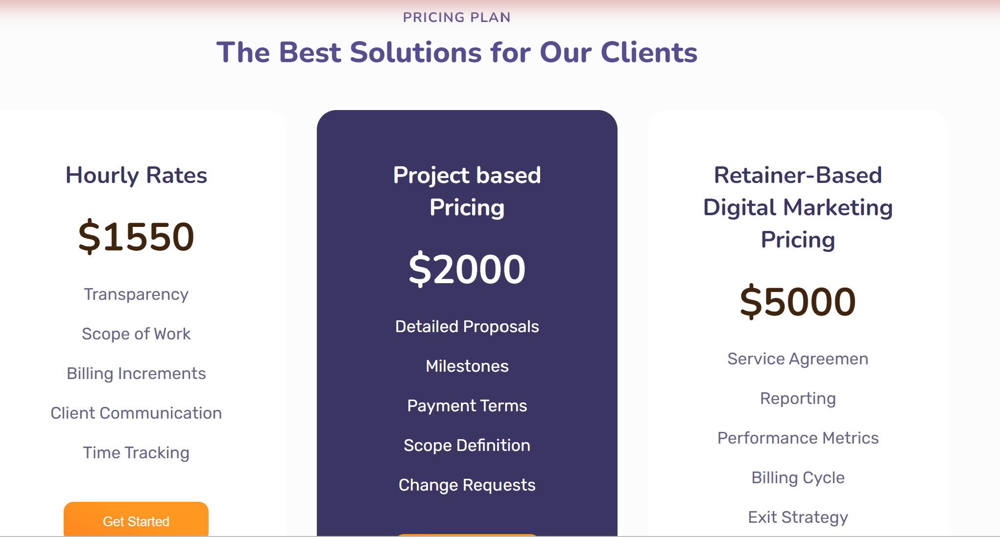 PRICING PLAN
The Best Solutions for Our Clients
Hourly Rates
$1550
Transparency
Scope of Work
Billing Increments
Client Communication
Time Tracking
Get Started
Project based
Pricing
$2000
Detailed Proposals
Milestones
Payment Terms
Scope Definition
Change Requests
Retainer-Based
Digital Marketing
Pricing
$5000
Service Agreemen
Reporting
Performance Metrics
Billing Cycle
Exit Strategy